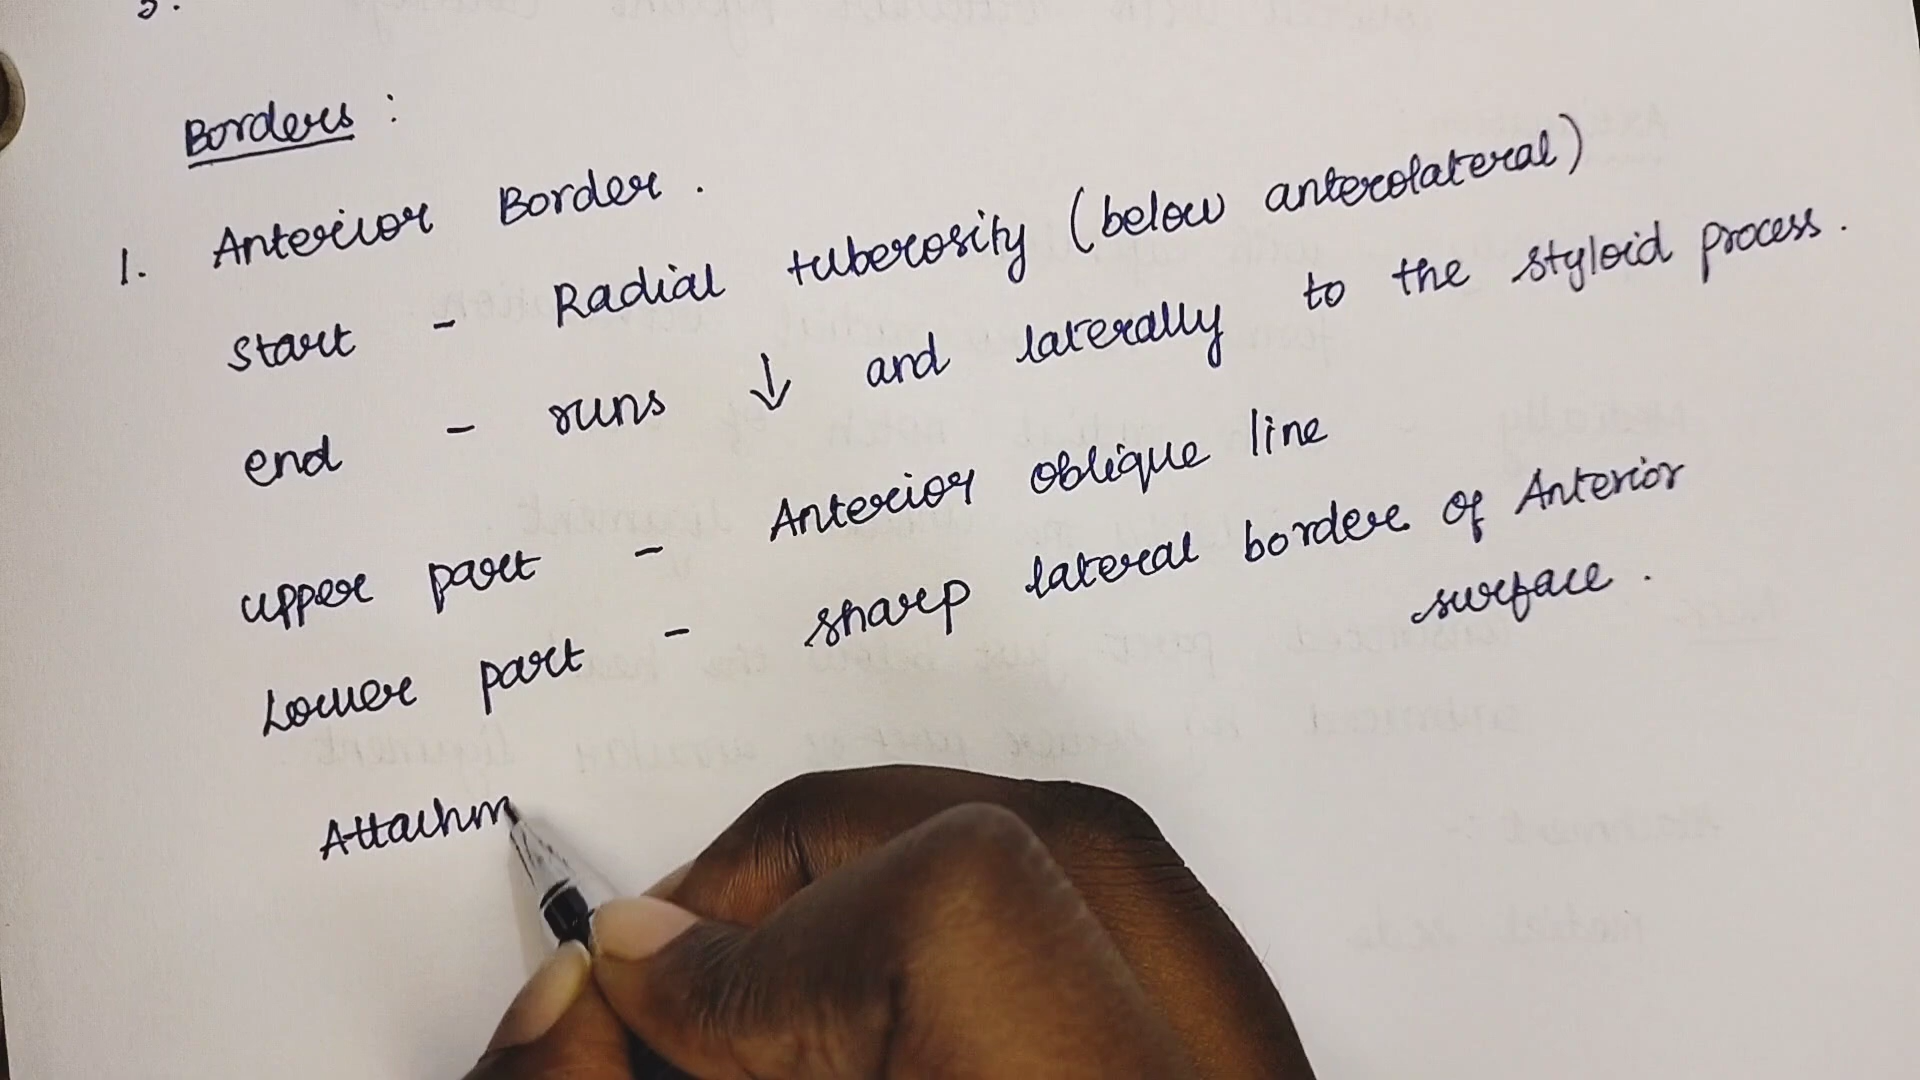 Borders :
1. Anterior Border .
start - Radial tuberosity (below anterolateral)
end - runs ↓ and laterally to the styloid process .
upper part - Anterior oblique line
Lower part - sharp lateral border of Anterior
surface .
Attachm